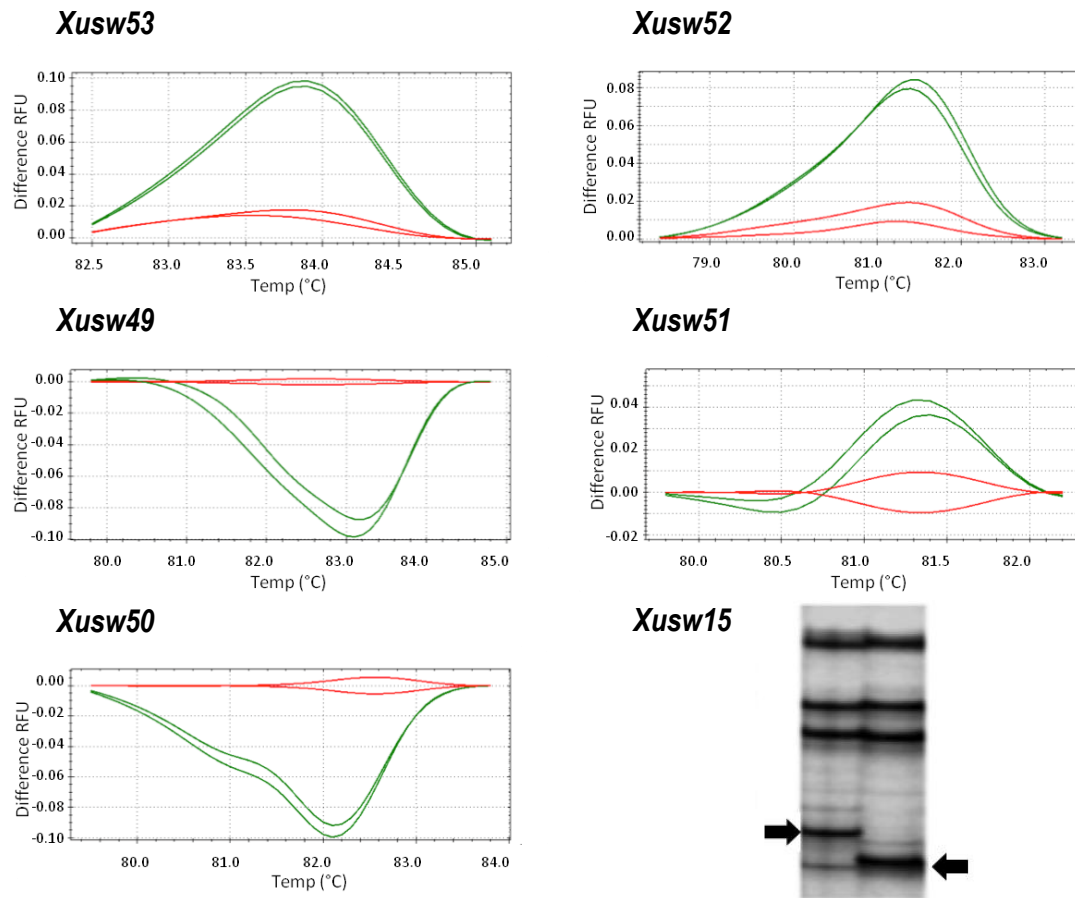 Xusw53
0.10
0.08
0.06
0.04
0.02
0.00
Difference RFU
82.5 83.0 83.5 84.0 84.5 85.0
Temp (°C)
Xusw52
0.08
0.06
0.04
0.02
0.00
Difference RFU
79.0 80.0 81.0 82.0 83.0
Temp (°C)
Xusw49
0.00
-0.02
-0.04
-0.06
-0.08
-0.10
Difference RFU
80.0 81.0 82.0 83.0 84.0 85.0
Temp (°C)
Xusw51
0.04
0.02
0.00
-0.02
Difference RFU
80.0 80.5 81.0 81.5 82.0
Temp (°C)
Xusw50
0.00
-0.02
-0.04
-0.06
-0.08
-0.10
Difference RFU
80.0 81.0 82.0 83.0 84.0
Temp (°C)
Xusw15